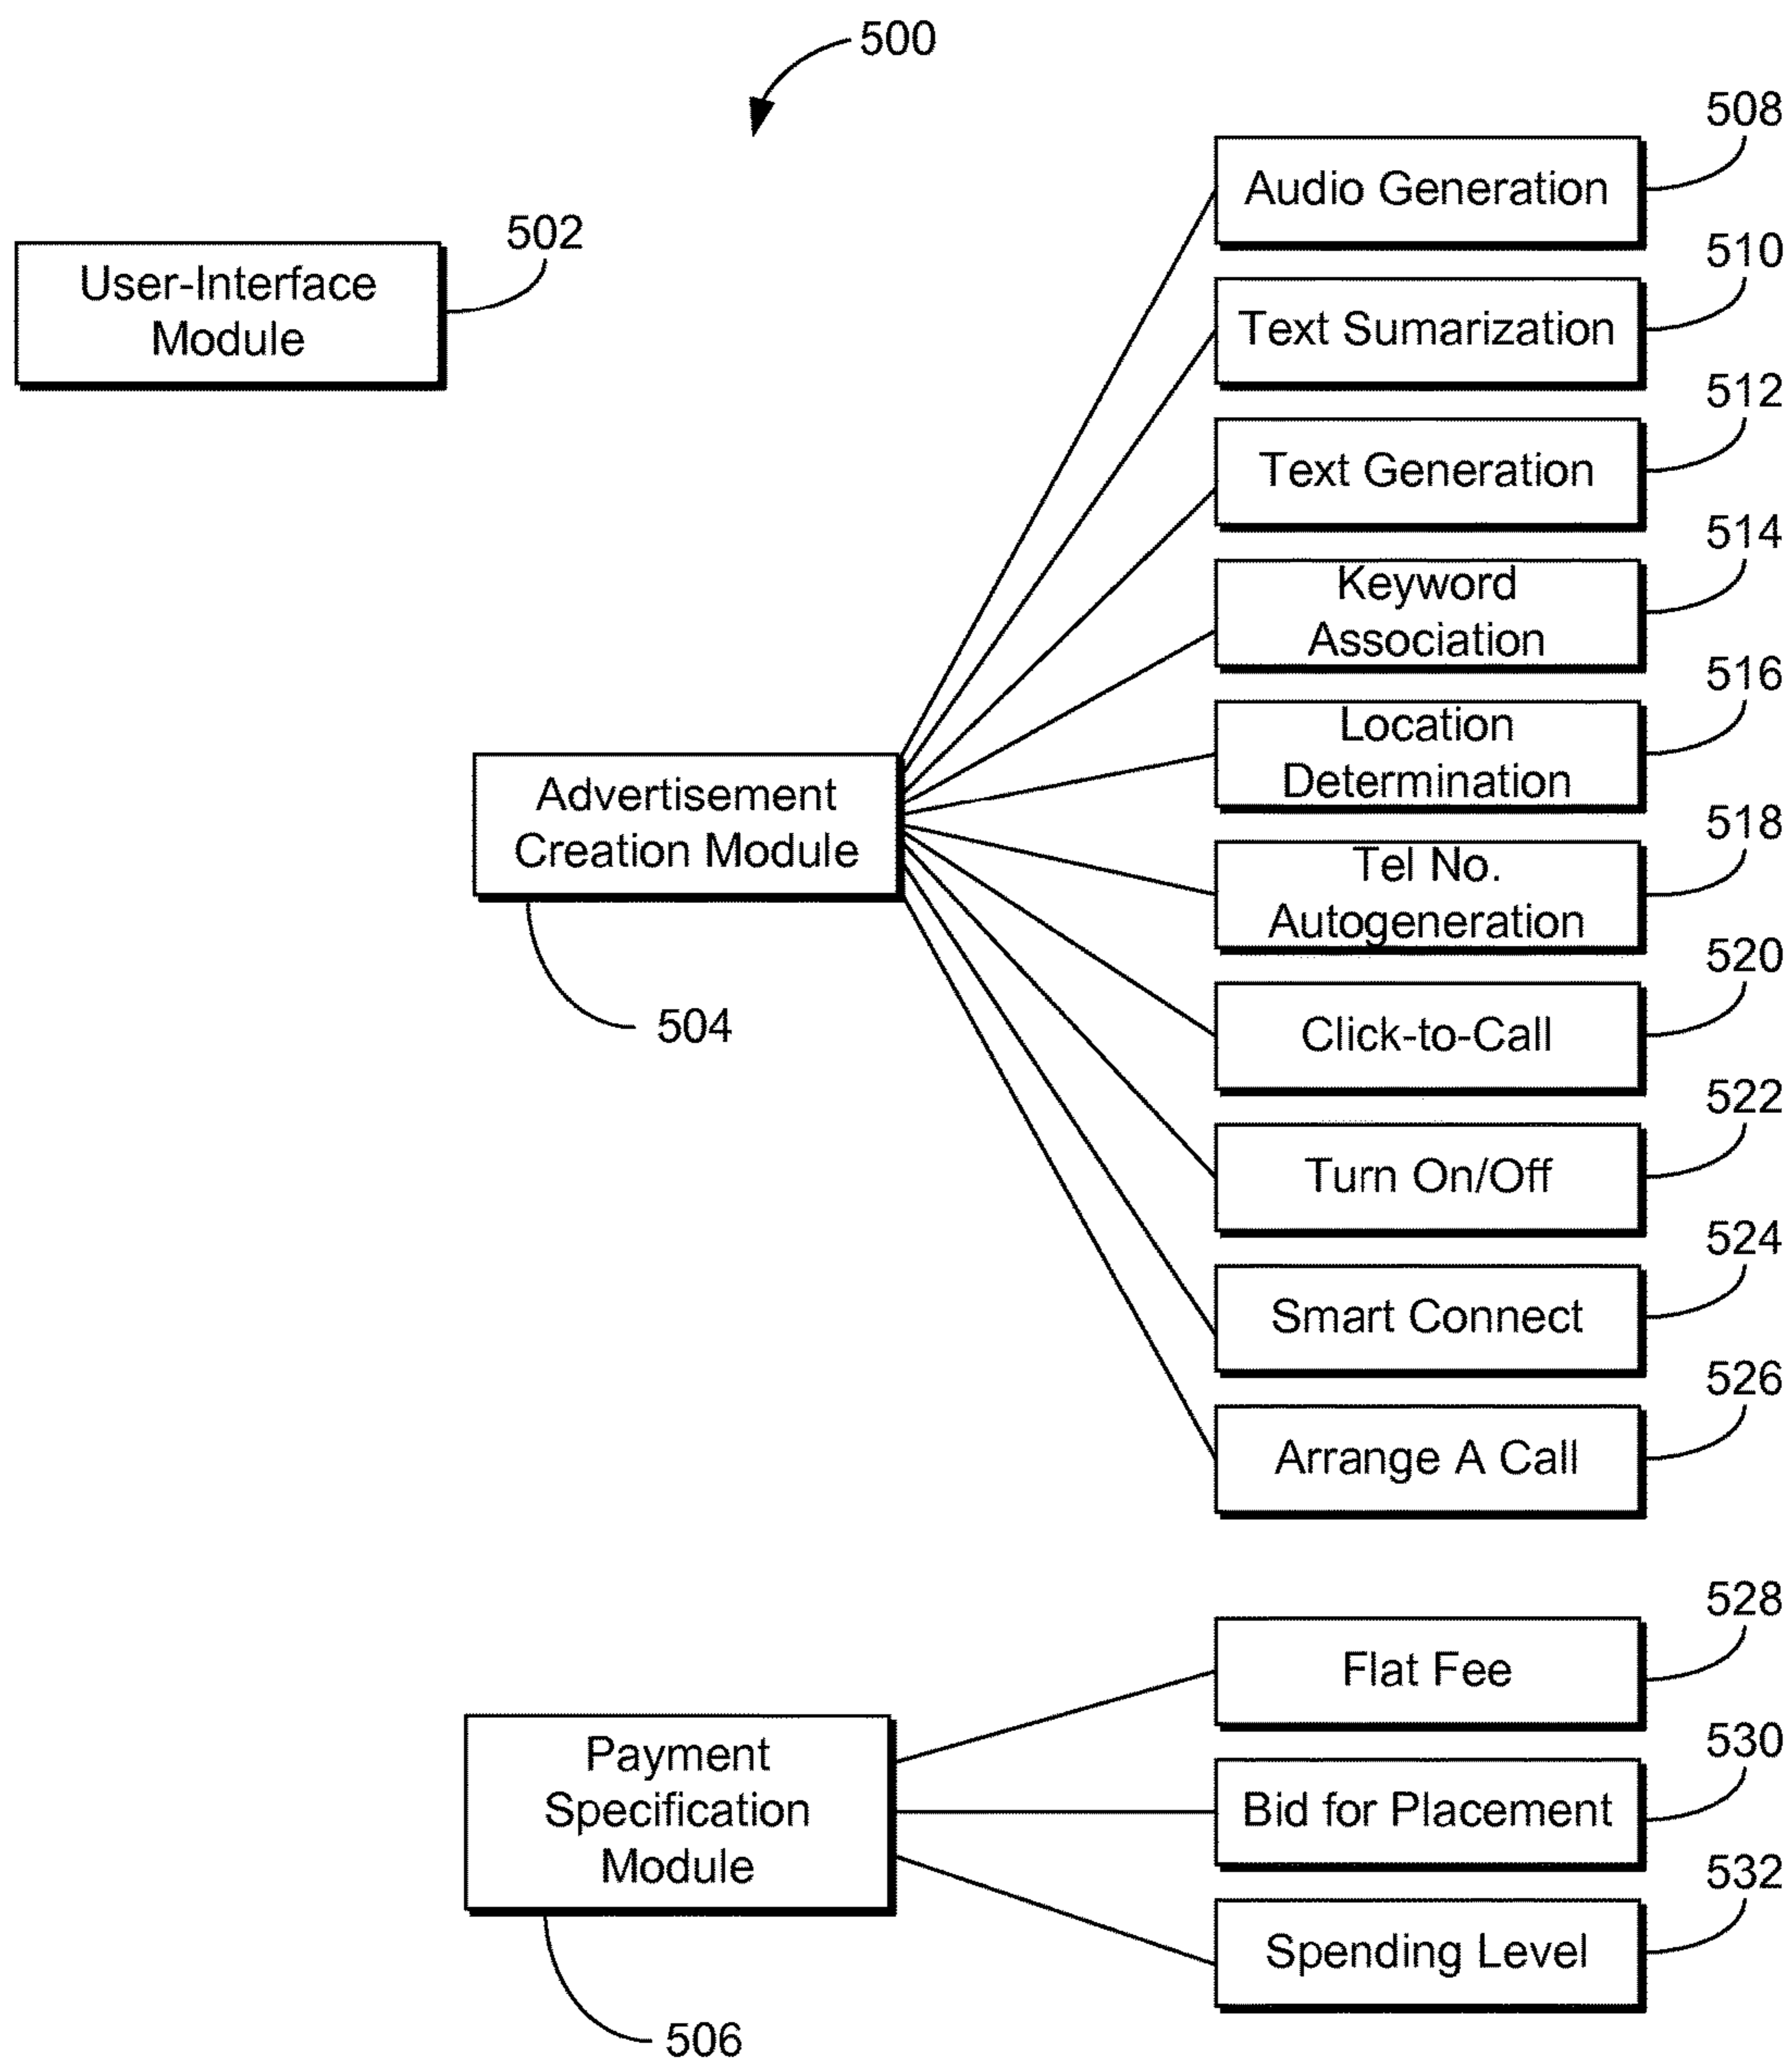 500
508
Audio Generation
502
User-Interface
Module
510
Text Sumarization
512
Text Generation
514
Keyword
Association
516
Location
Determination
Advertisement
Creation Module
504
518
Tel No.
Autogeneration
520
Click-to-Call
522
Turn On/Off
524
Smart Connect
526
Arrange A Call
528
Flat Fee
Payment
Specification
Module
506
530
Bid for Placement
532
Spending Level